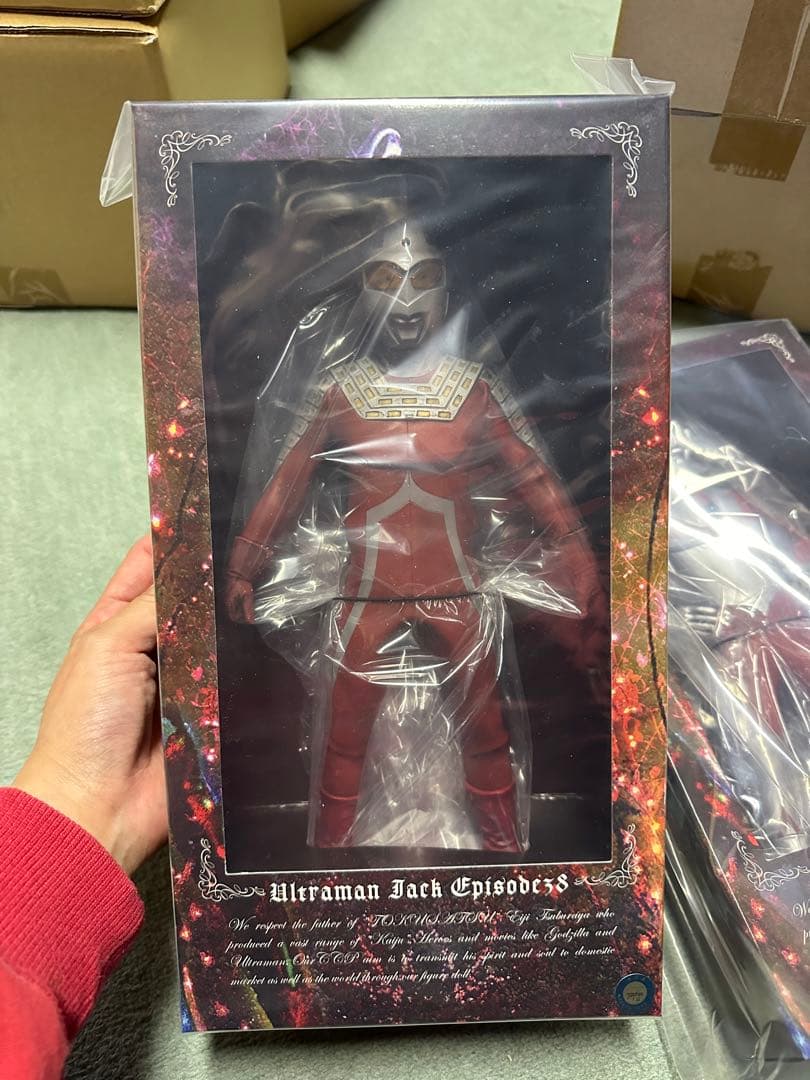 Ultraman Jack Episode38
We respect the father of "TOKUSATSU" Eiji Tsuburaya who
produced a vast range of "Kaiju" Heroes and movies like Godzilla and
Ultraman. Our CCP aim is to transmit his spirit and soul to domestic
market as well as the world through our figure doll.